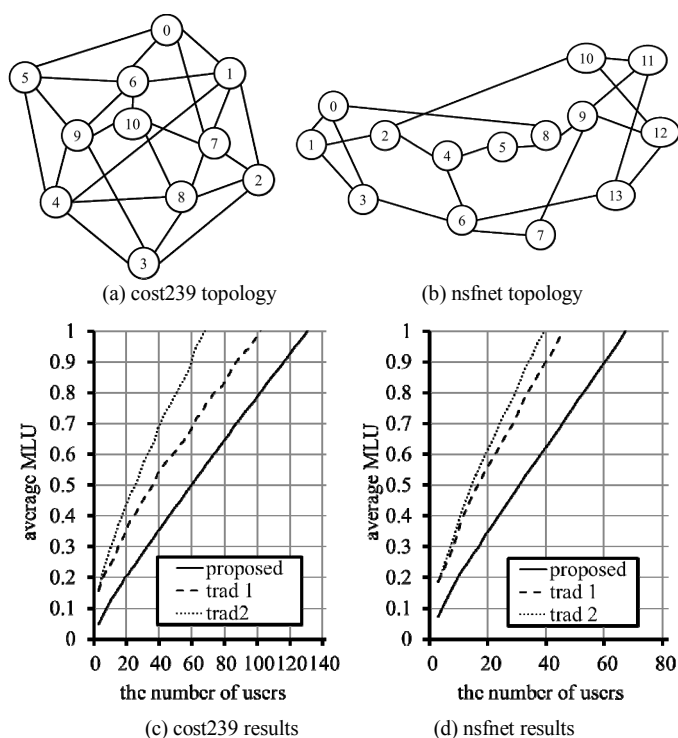 0
5
6
1
9
10
7
4
8
2
3
(a) cost239 topology
10
11
0
1
2
8
9
12
4
5
3
6
13
7
(b) nsfnet topology
average MLU
1
0.9
0.8
0.7
0.6
0.5
0.4
0.3
0.2
0.1
0
proposed
trad 1
trad2
0 20 40 60 80 100 120 140
the number of users
(c) cost239 results
average MLU
1
0.9
0.8
0.7
0.6
0.5
0.4
0.3
0.2
0.1
0
proposed
trad 1
trad 2
0 20 40 60 80
the number of users
(d) nsfnet results